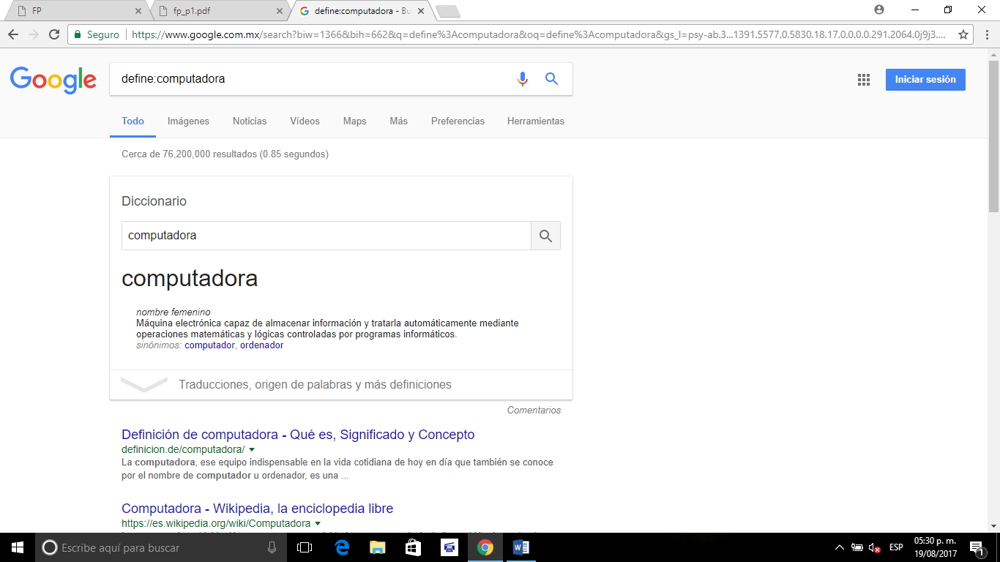 FP
fp_p1.pdf
define:computadora - Bu
Seguro
https://www.google.com.mx/search?biw=1366&bih=662&q=define%3Acomputadora&oq=define%3Acomputadora&gs_l=psy-ab.3...1391.5577.0.5830.18.17.0.0.0.0.291.2064.0j9j3....
Google
define:computadora
Iniciar sesión
Todo Imágenes Noticias Vídeos Maps Más Preferencias Herramientas
Cerca de 76,200,000 resultados (0.85 segundos)
Diccionario
computadora
computadora
nombre femenino
Máquina electrónica capaz de almacenar información y tratarla automáticamente mediante
operaciones matemáticas y lógicas controladas por programas informáticos.
sinónimos: computador, ordenador
Traducciones, origen de palabras y más definiciones
Comentarios
Definición de computadora - Qué es, Significado y Concepto
definicion.de/computadora/
La computadora, ese equipo indispensable en la vida cotidiana de hoy en día que también se conoce
por el nombre de computador u ordenador, es una ...
Computadora - Wikipedia, la enciclopedia libre
https://es.wikipedia.org/wiki/Computadora
Escribe aquí para buscar
ESP
05:30 p. m.
19/08/2017
1